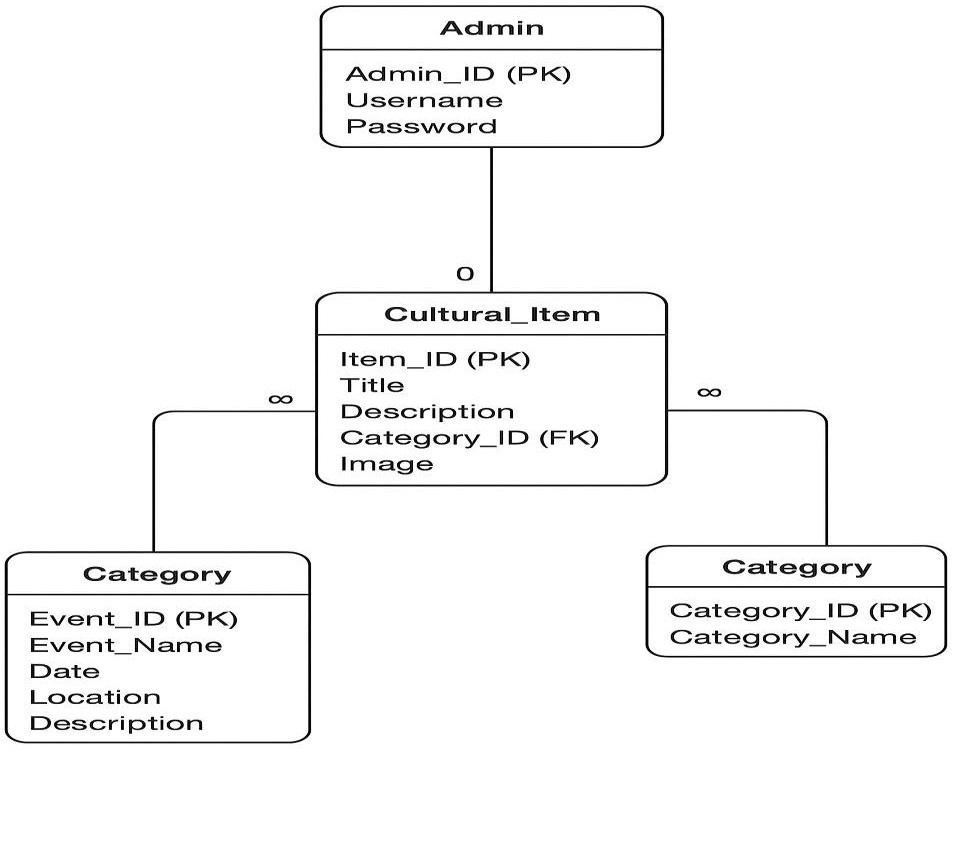 Admin
Admin_ID (PK)
Username
Password
0
Cultural_Item
Item_ID (PK)
Title
Description
Category_ID (FK)
Image
∞
∞
Category
Event_ID (PK)
Event_Name
Date
Location
Description
Category
Category_ID (PK)
Category_Name